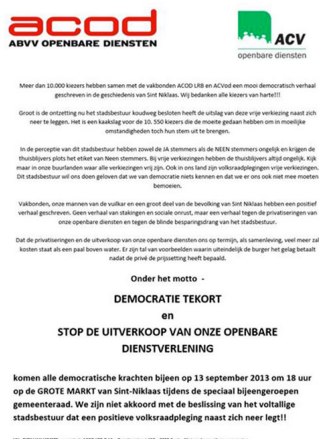 acod
ABVV OPENBARE DIENSTEN
ACV
openbare diensten
Meer dan 10.000 kiezers hebben samen met de vakbonden ACOD LRB en ACVod een mooi democratisch verhaal
geschreven in de geschiedenis van Sint Niklaas. Wij bedanken alle kiezers van harte!!!
Groot is de ontzetting nu het stadsbestuur koudweg besloten heeft de uitslag van deze vrije verkiezing naast zich
neer te leggen. Het is een kaakslag voor de 10. 550 kiezers die de moete gedaan hebben om in moeilijke
omstandigheden toch hun stem uit te brengen.
In de perceptie van dit stadsbestuur hebben zowel de JA stemmers als de NEEN stemmers ongelijk en krijgen de
thuisblijvers plots het etiket van Neen stemmers. Bij vrije verkiezingen hebben de thuisblijvers altijd ongelijk. Kijk
maar in onze buurlanden waar alle verkiezingen vrij zijn. Ook in ons land zijn volksraadplegingen vrije verkiezingen.
Dit stadsbestuur wil ons doen geloven dat we van democratie niets kennen en dat we er ons ook niet mee moeten
bemoeien.
Vakbonden, onze mannen van de vuilkar en een groot deel van de bevolking van Sint Niklaas hebben een positief
verhaal geschreven. Geen verhaal van stakingen en sociale onrust, maar een verhaal tegen de privatiseringen van
onze openbare diensten en tegen de blinde besparingsdrang van het stadsbestuur.
Dat de privatiseringen en de uitverkoop van onze openbare diensten ons op termijn, als samenleving, veel meer zal
kosten staat als een paal boven water. Er zijn tal van voorbeelden waarin uiteindelijk de burger het gelag betaalt
nadat de privé de prijszetting heeft bepaald.
Onder het motto -
DEMOCRATIE TEKORT
en
STOP DE UITVERKOOP VAN ONZE OPENBARE
DIENSTVERLENING
komen alle democratische krachten bijeen op 13 september 2013 om 18 uur
op de GROTE MARKT van Sint-Niklaas tijdens de speciaal bijeengeroepen
gemeenteraad. We zijn niet akkoord met de beslissing van het voltallige
stadsbestuur dat een positieve volksraadpleging naast zich neer legt!!